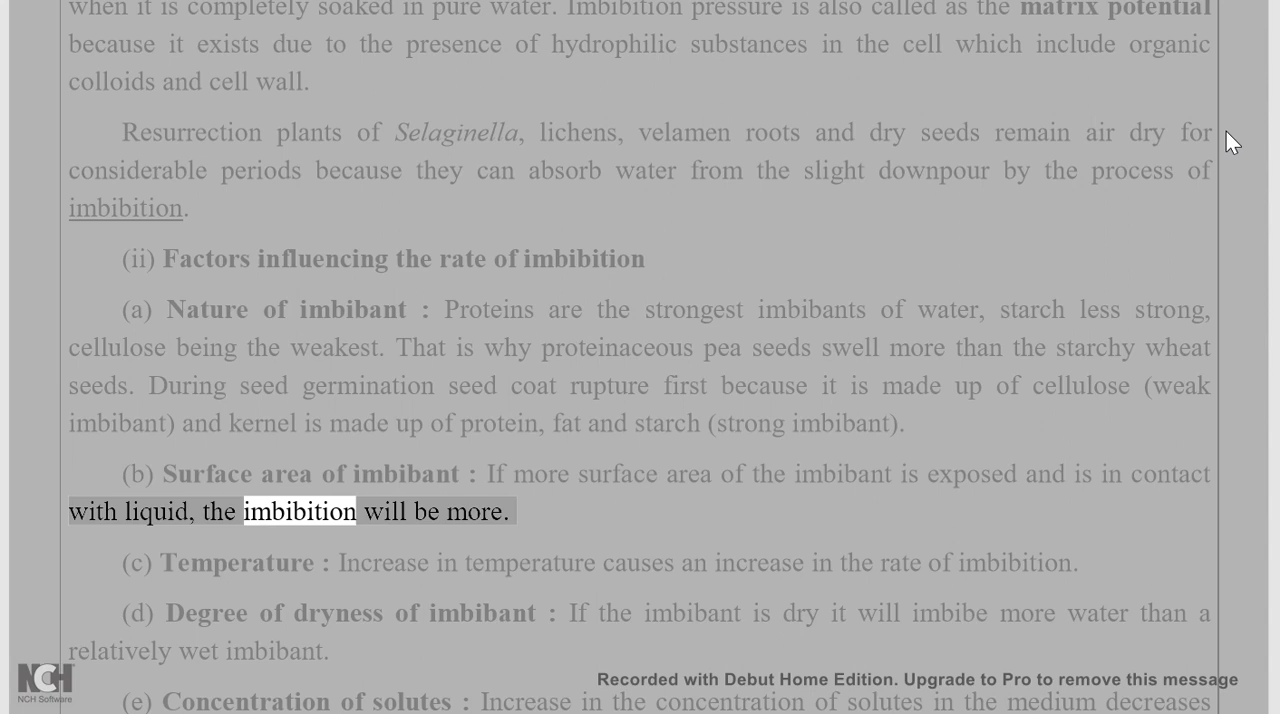 when it is completely soaked in pure water. Imbibition pressure is also called as the matrix potential
because it exists due to the presence of hydrophilic substances in the cell which include organic
colloids and cell wall.
Resurrection plants of Selaginella, lichens, velamen roots and dry seeds remain air dry for
considerable periods because they can absorb water from the slight downpour by the process of
imbibition.
(ii) Factors influencing the rate of imbibition
(a) Nature of imbibant : Proteins are the strongest imbibants of water, starch less strong,
cellulose being the weakest. That is why proteinaceous pea seeds swell more than the starchy wheat
seeds. During seed germination seed coat rupture first because it is made up of cellulose (weak
imbibant) and kernel is made up of protein, fat and starch (strong imbibant).
(b) Surface area of imbibant : If more surface area of the imbibant is exposed and is in contact
with liquid, the imbibition will be more.
(c) Temperature : Increase in temperature causes an increase in the rate of imbibition.
(d) Degree of dryness of imbibant : If the imbibant is dry it will imbibe more water than a
relatively wet imbibant.
(e) Concentration of solutes : Increase in the concentration of solutes in the medium decreases
NCH
NCH Software
Recorded with Debut Home Edition. Upgrade to Pro to remove this message